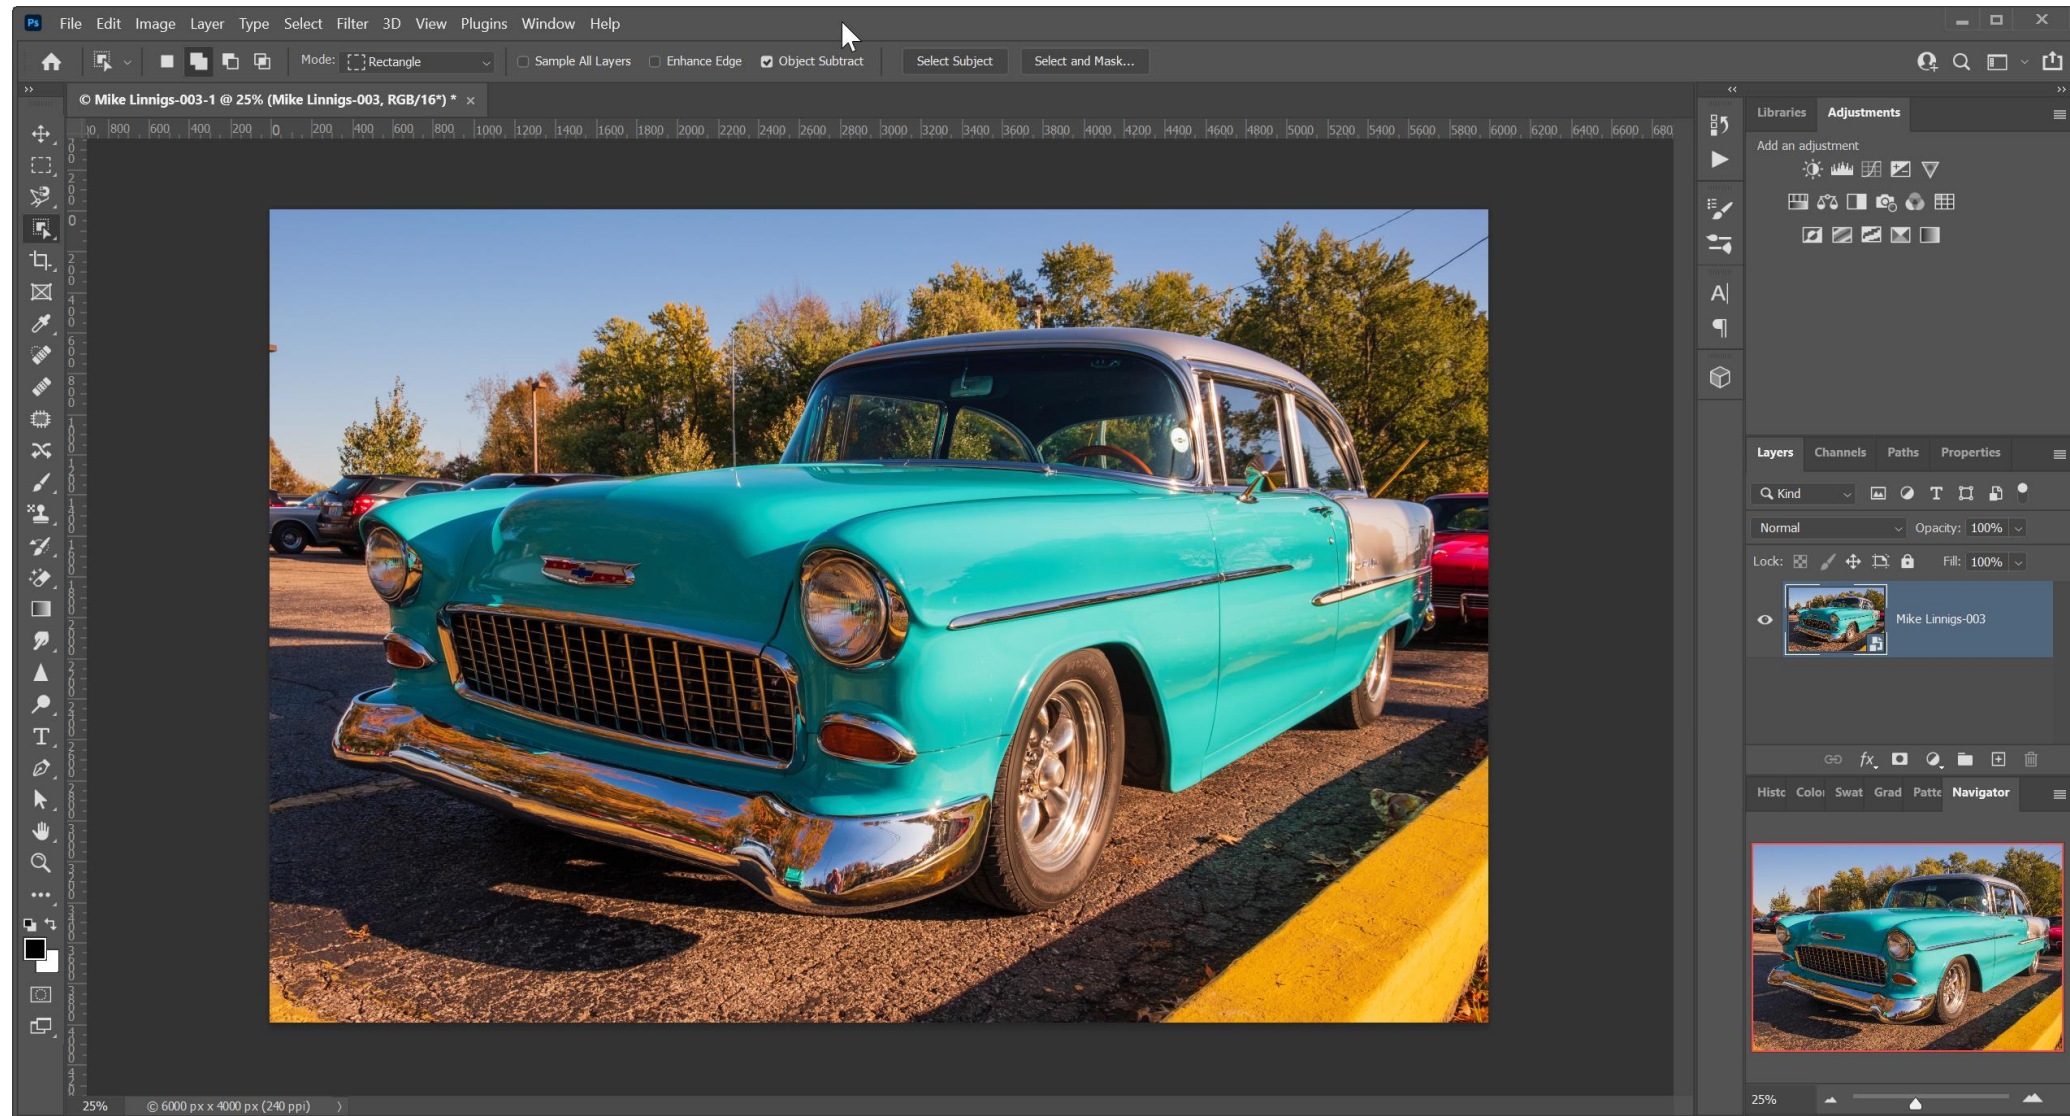 Ps File Edit Image Layer Type Select Filter 3D View Plugins Window Help
Mode: Rectangle Sample All Layers Enhance Edge Object Subtract Select Subject Select and Mask...
© Mike Linnigs-003-1 @ 25% (Mike Linnigs-003, RGB/16*) * ×
800 600 400 200 0 200 400 600 800 1000 1200 1400 1600 1800 2000 2200 2400 2600 2800 3000 3200 3400 3600 3800 4000 4200 4400 4600 4800 5000 5200 5400 5600 5800 6000 6200 6400 6600 680
Libraries Adjustments
Add an adjustment
Layers Channels Paths Properties
Kind
Normal Opacity: 100%
Lock: Fill: 100%
Mike Linnigs-003
Histc Color Swat Grad Patte Navigator
25%
25% © 6000 px x 4000 px (240 ppi)